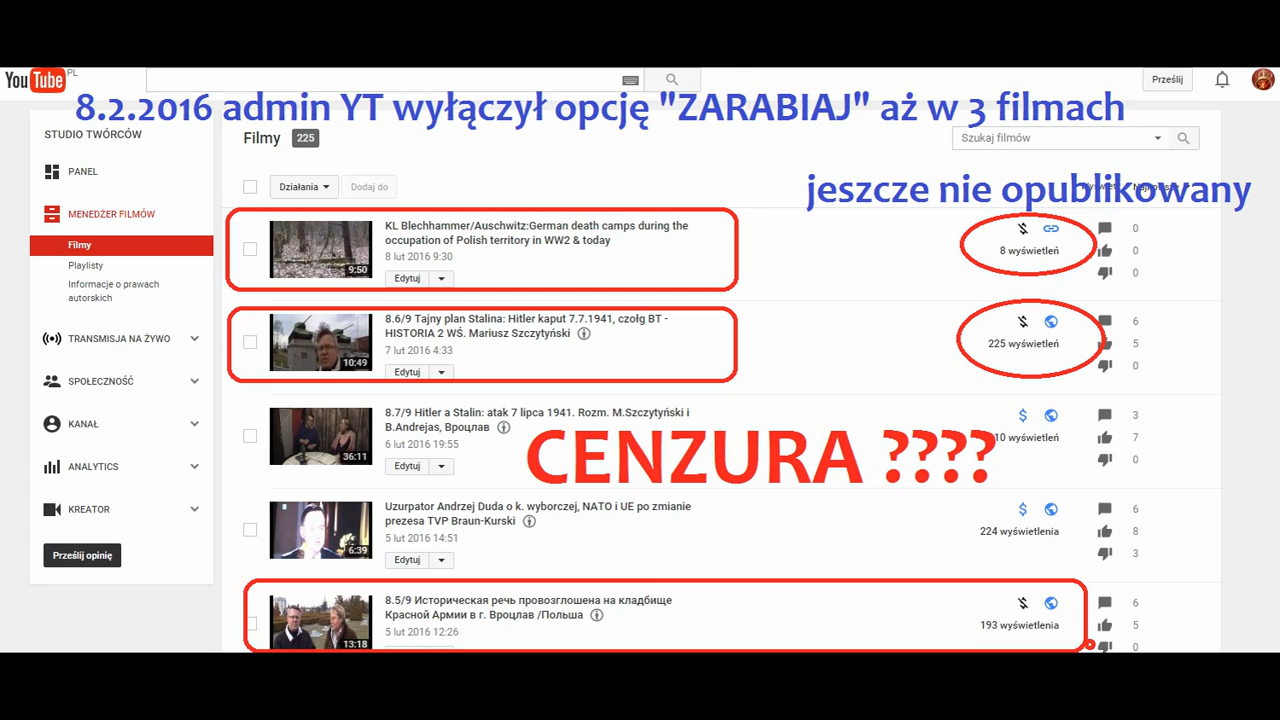 YouTube PL
Prześlij
8.2.2016 admin YT wyłączył opcję "ZARABIAJ" aż w 3 filmach
STUDIO TWÓRCÓW
Filmy 225
Szukaj filmów
PANEL
Działania
Dodaj do
jeszcze nie opublikowany
MENEDŻER FILMÓW
Filmy
Playlisty
Informacje o prawach
autorskich
TRANSMISJA NA ŻYWO
SPOŁECZNOŚĆ
KANAŁ
ANALYTICS
KREATOR
Prześlij opinię
KL Blechhammer/Auschwitz:German death camps during the
occupation of Polish territory in WW2 & today
8 lut 2016 9:30
9:50
Edytuj
8 wyświetleń
0
0
0
8.6/9 Tajny plan Stalina: Hitler kaput 7.7.1941, czołg BT -
HISTORIA 2 WŚ. Mariusz Szczytyński
7 lut 2016 4:33
10:49
Edytuj
225 wyświetleń
6
5
0
8.7/9 Hitler a Stalin: atak 7 lipca 1941. Rozm. M.Szczytyński i
B.Andrejas, Вроцлав
6 lut 2016 19:55
36:11
Edytuj
10 wyświetleń
3
7
0
CENZURA ????
Uzurpator Andrzej Duda o k. wyborczej, NATO i UE po zmianie
prezesa TVP Braun-Kurski
5 lut 2016 14:51
6:39
Edytuj
224 wyświetlenia
6
8
3
8.5/9 Историческая речь провозглошена на кладбище
Красной Армии в г. Вроцлав /Польша
5 lut 2016 12:26
13:18
193 wyświetlenia
6
5
0